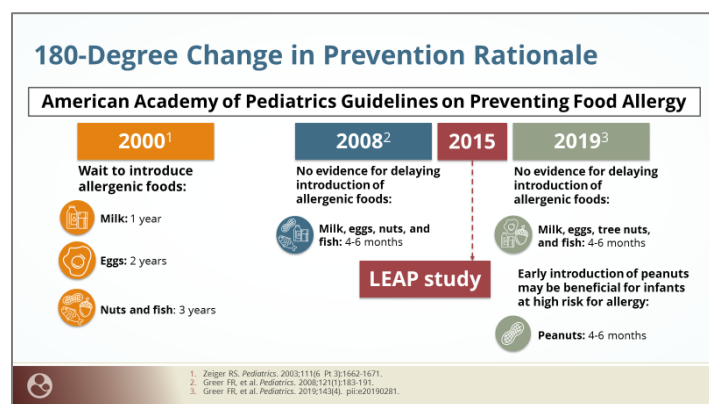 180-Degree Change in Prevention Rationale
American Academy of Pediatrics Guidelines on Preventing Food Allergy
2000¹
Wait to introduce
allergenic foods:
Milk: 1 year
Eggs: 2 years
Nuts and fish: 3 years
2008²
No evidence for delaying
introduction of
allergenic foods:
Milk, eggs, nuts, and
fish: 4-6 months
2015
LEAP study
2019³
No evidence for delaying
introduction of
allergenic foods:
Milk, eggs, tree nuts,
and fish: 4-6 months
Early introduction of peanuts
may be beneficial for infants
at high risk for allergy:
Peanuts: 4-6 months
1. Zeiger RS. Pediatrics. 2003;111(6 Pt 3):1662-1671.
2. Greer FR, et al. Pediatrics. 2008;121(1):183-191.
3. Greer FR, et al. Pediatrics. 2019;143(4). pii:e20190281.